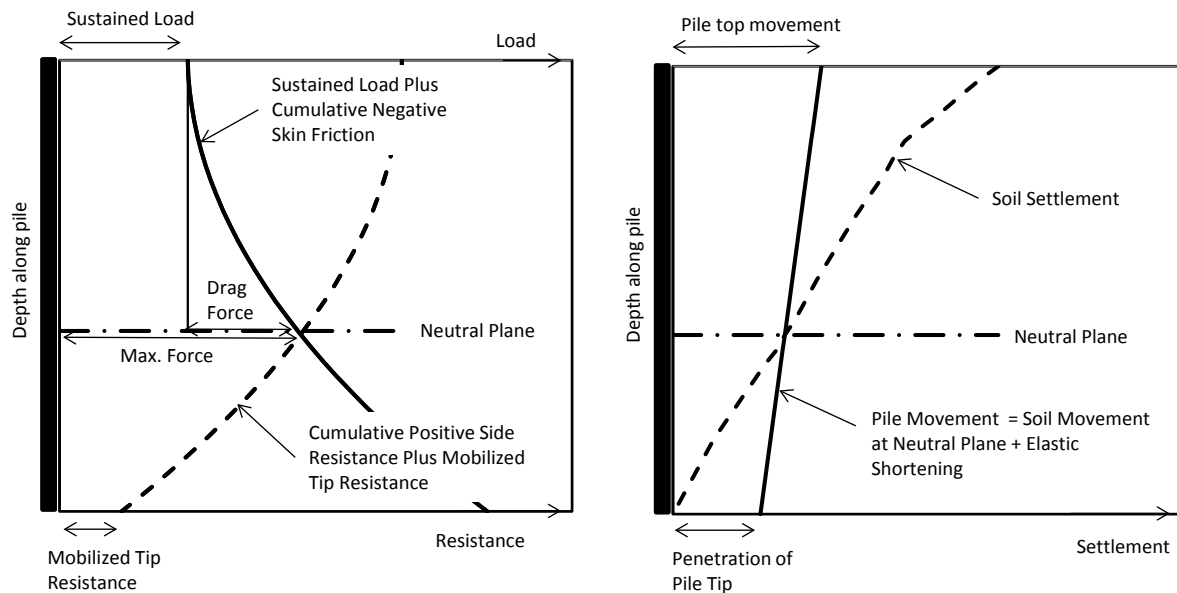 Sustained Load
Load
Sustained Load Plus
Cumulative Negative
Skin Friction
Depth along pile
Drag
Force
Neutral Plane
Max. Force
Cumulative Positive Side
Resistance Plus Mobilized
Tip Resistance
Mobilized Tip
Resistance
Resistance
Pile top movement
Soil Settlement
Depth along pile
Neutral Plane
Pile Movement = Soil Movement
at Neutral Plane + Elastic
Shortening
Penetration of
Pile Tip
Settlement